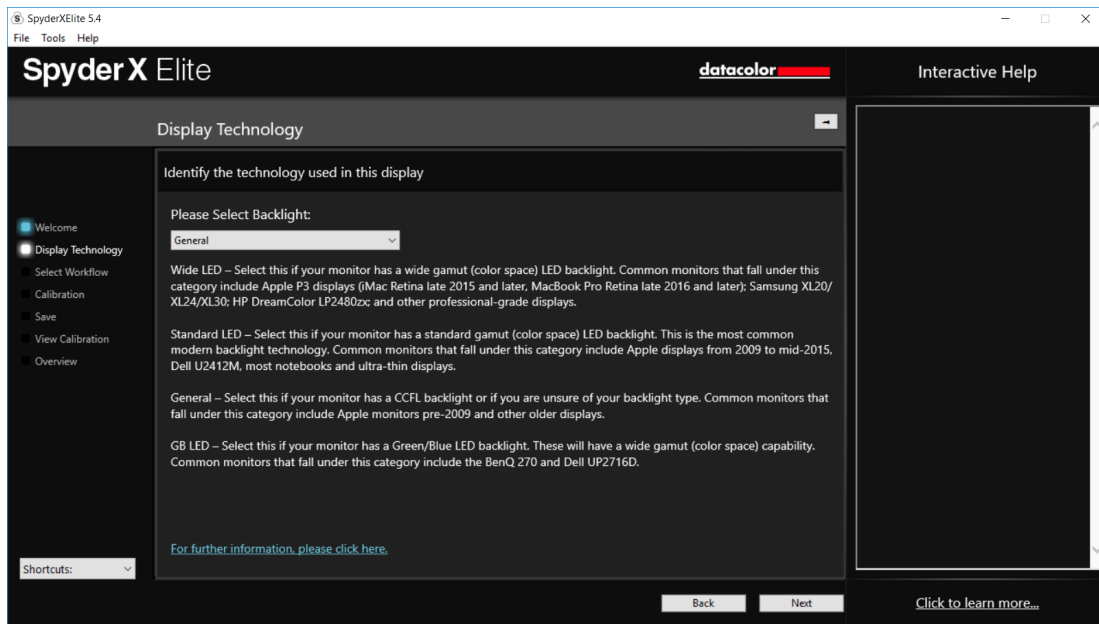 SpyderXElite 5.4
File Tools Help
Spyder X Elite
datacolor
Interactive Help
Display Technology
Identify the technology used in this display
Welcome
Display Technology
Select Workflow
Calibration
Save
View Calibration
Overview
Please Select Backlight:
General
Wide LED – Select this if your monitor has a wide gamut (color space) LED backlight. Common monitors that fall under this
category include Apple P3 displays (iMac Retina late 2015 and later, MacBook Pro Retina late 2016 and later); Samsung XL20/
XL24/XL30; HP DreamColor LP2480zx; and other professional-grade displays.
Standard LED – Select this if your monitor has a standard gamut (color space) LED backlight. This is the most common
modern backlight technology. Common monitors that fall under this category include Apple displays from 2009 to mid-2015,
Dell U2412M, most notebooks and ultra-thin displays.
General – Select this if your monitor has a CCFL backlight or if you are unsure of your backlight type. Common monitors that
fall under this category include Apple monitors pre-2009 and other older displays.
GB LED – Select this if your monitor has a Green/Blue LED backlight. These will have a wide gamut (color space) capability.
Common monitors that fall under this category include the BenQ 270 and Dell UP2716D.
For further information, please click here.
Shortcuts:
Back
Next
Click to learn more...